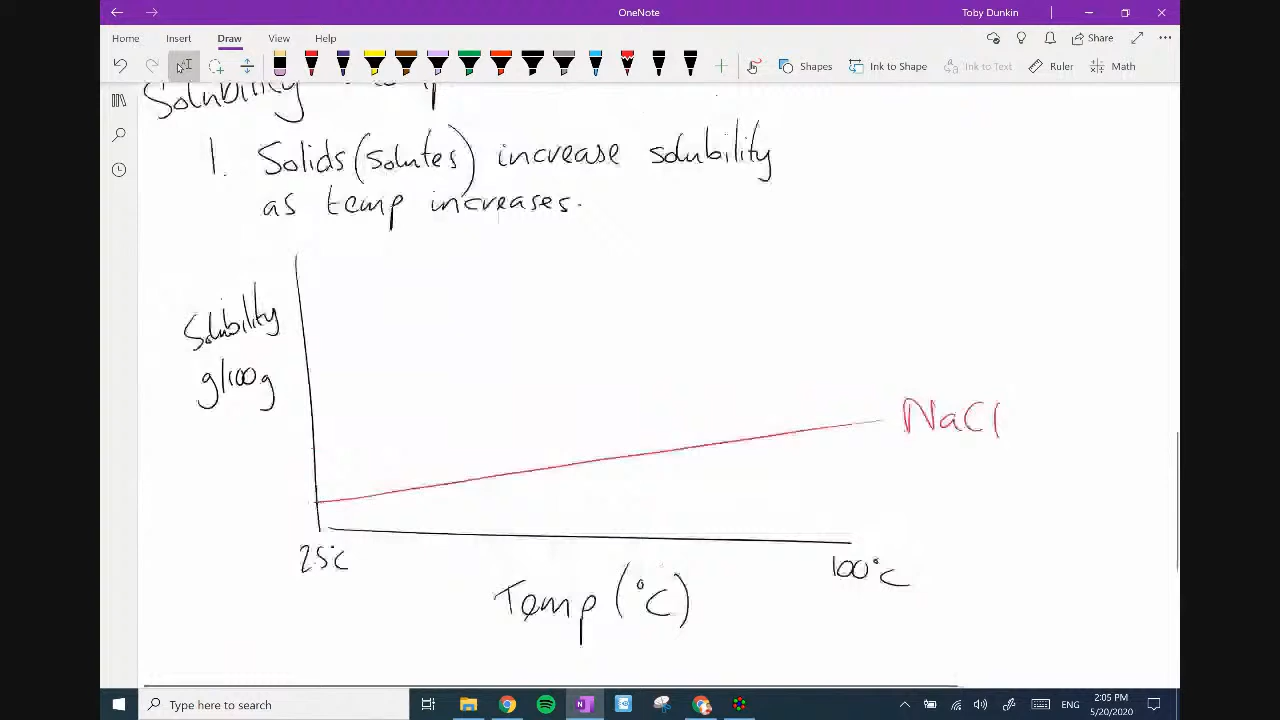 OneNote
Toby Dunkin
Home Insert Draw View Help
Share
Shapes Ink to Shape Ink to Text Ruler Math
Solubility
1. Solids (solutes) increase solubility
as temp increases.
Solubility
g/100g
NaCl
25°C
100°C
Temp (°C)
Type here to search
ENG
2:05 PM
5/20/2020